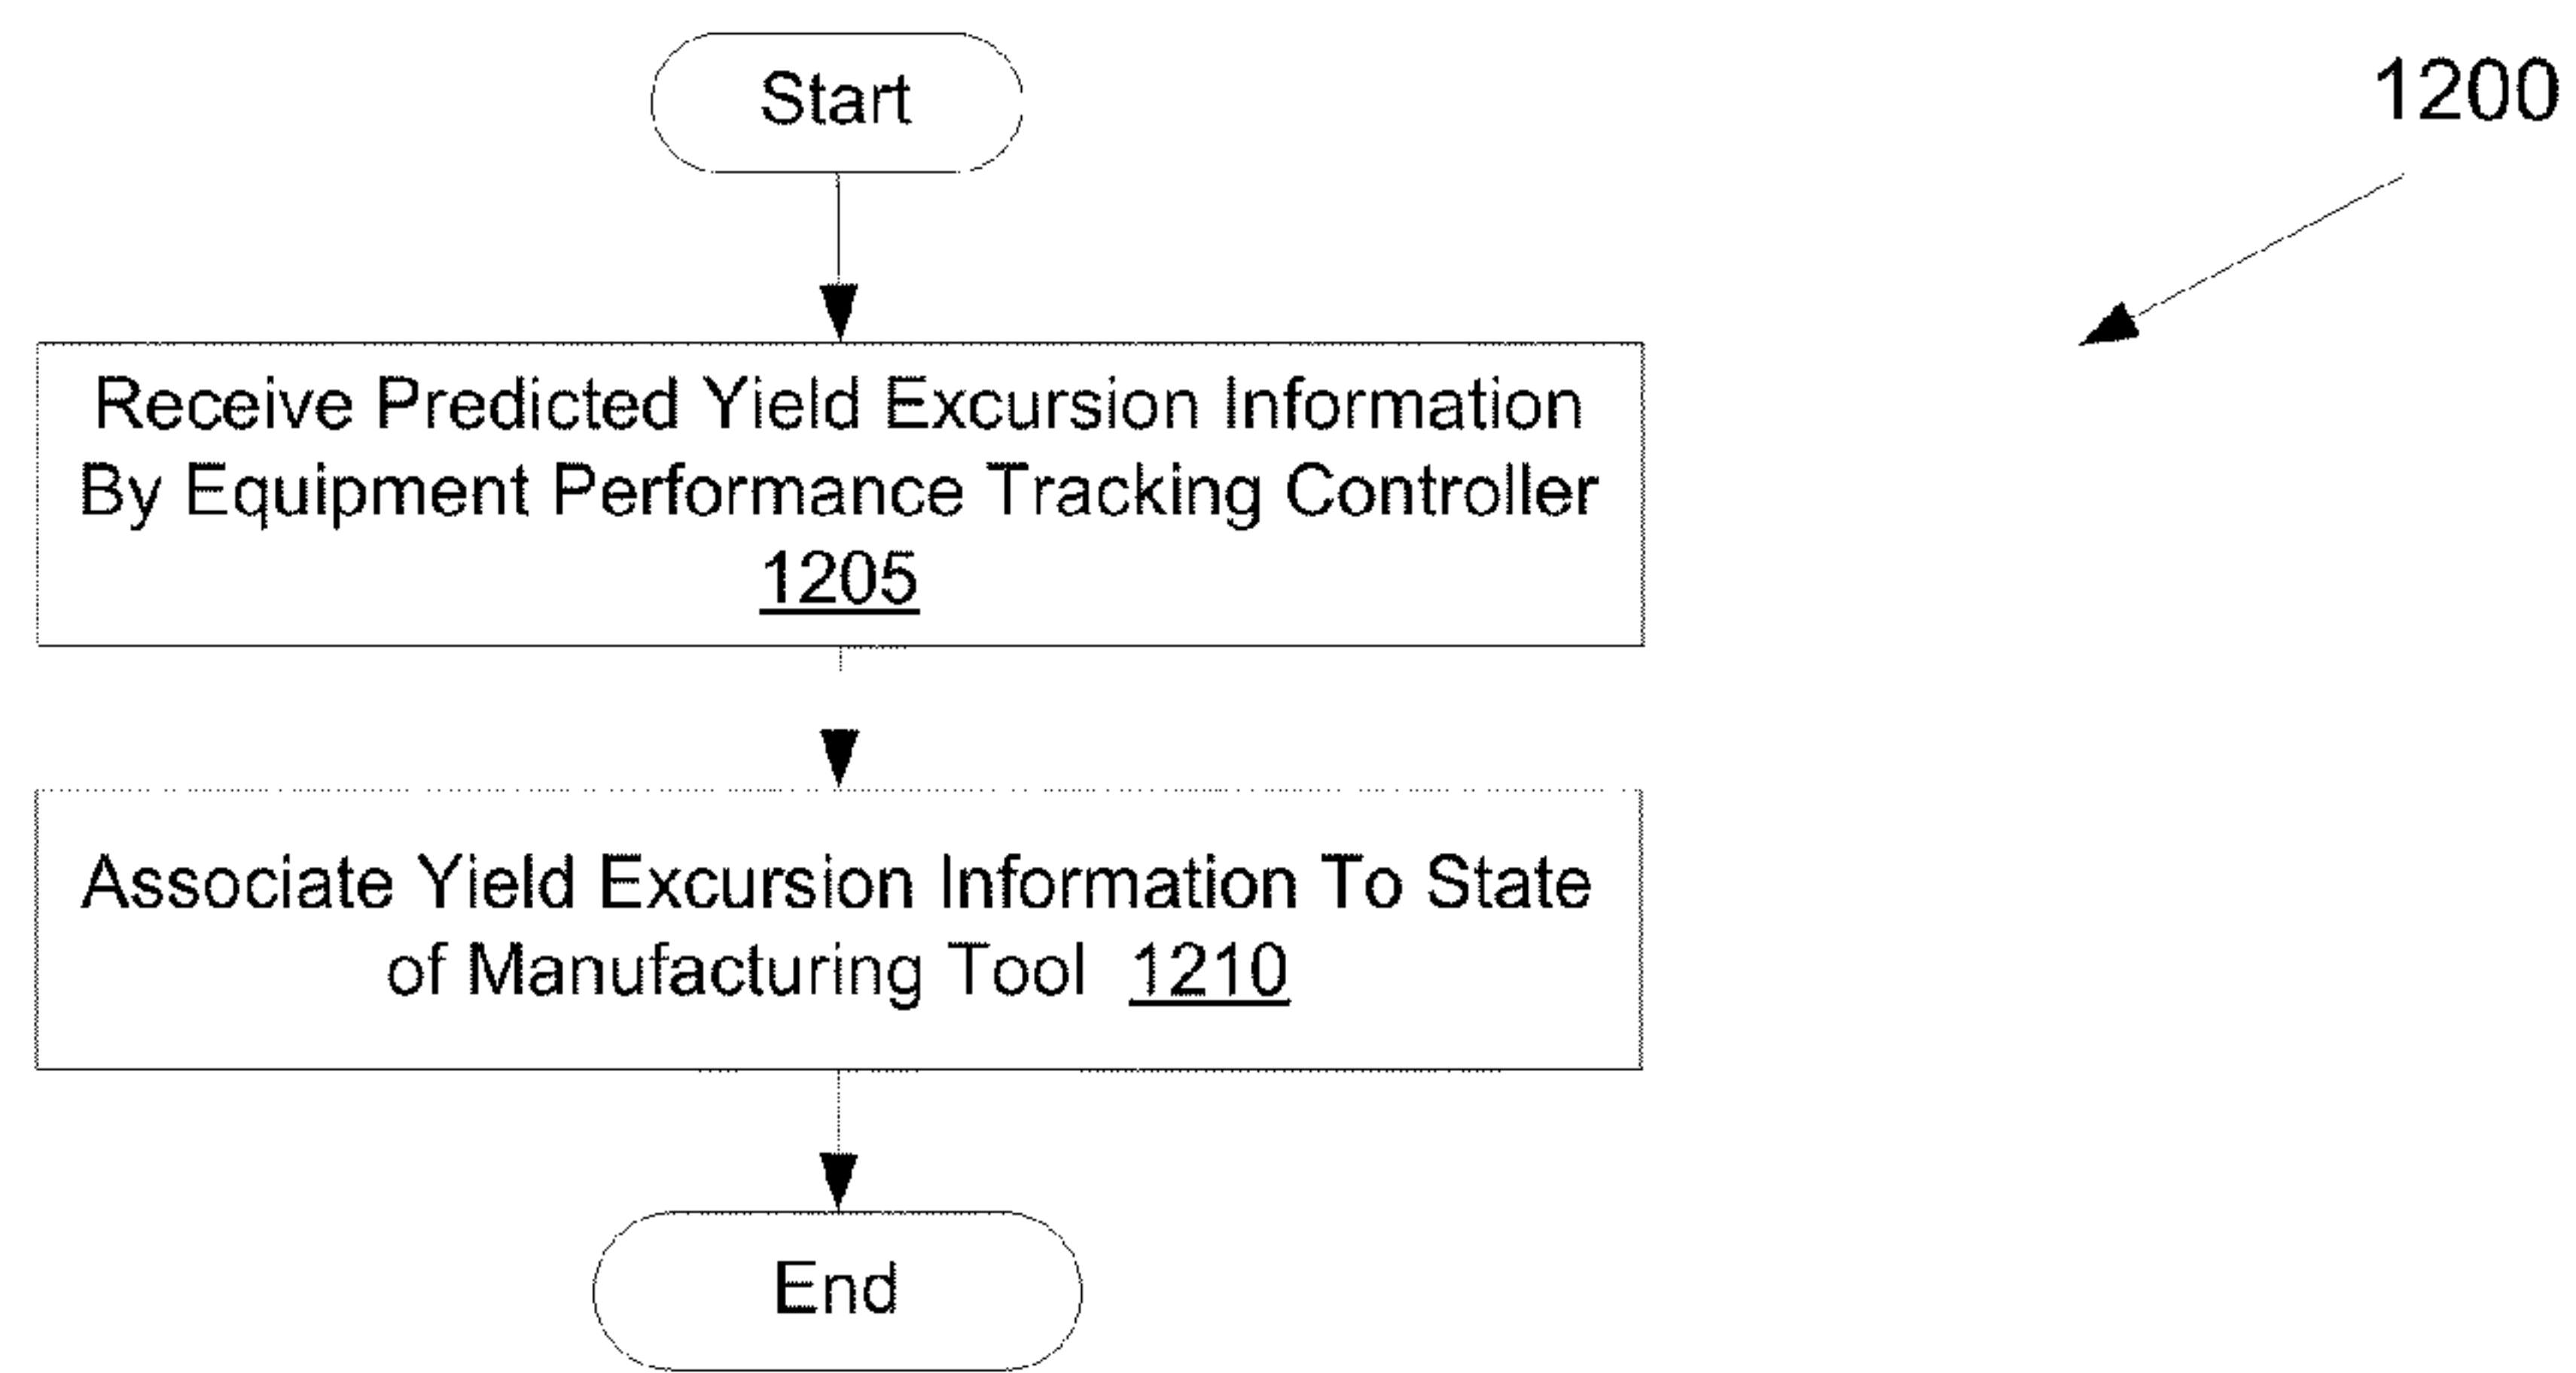 Start
1200
Receive Predicted Yield Excursion Information
By Equipment Performance Tracking Controller
1205
Associate Yield Excursion Information To State
of Manufacturing Tool 1210
End